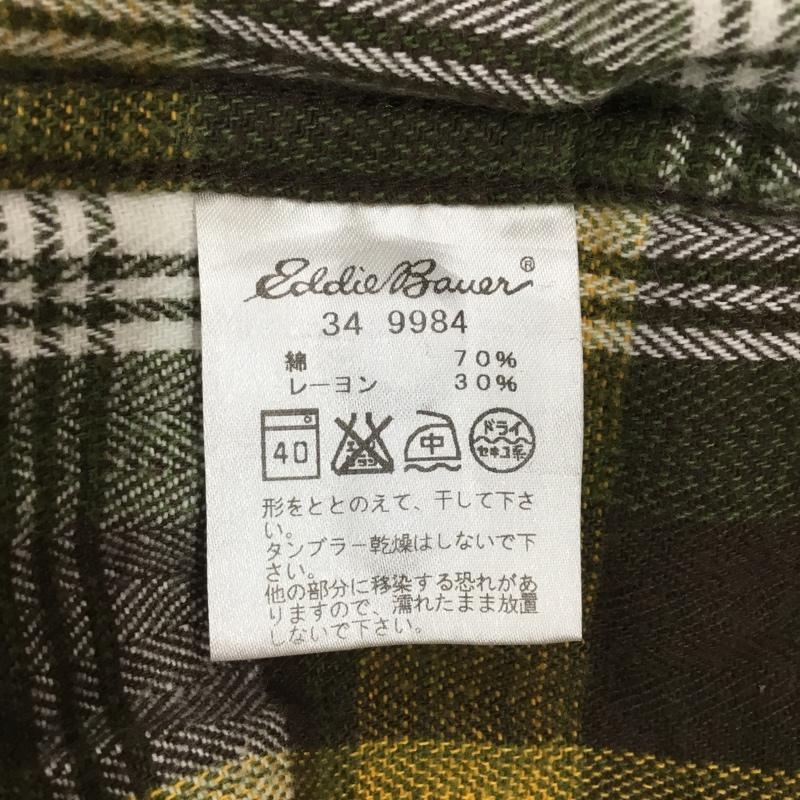 Eddie Bauer®
34 9984
綿 70%
レーヨン 30%
40 中 ドライ
セキユ系
形をととのえて、干して下さ
い。
タンブラー乾燥はしないで下
さい。
他の部分に移染する恐れがあ
りますので、濡れたまま放置
しないで下さい。